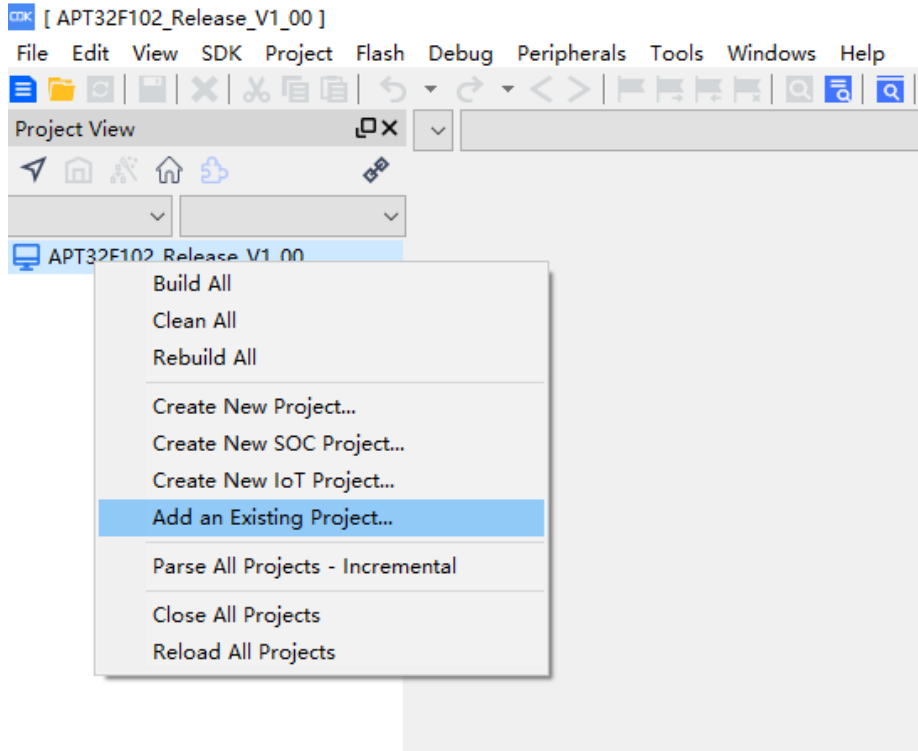 CDK [ APT32F102_Release_V1_00 ]
File Edit View SDK Project Flash Debug Peripherals Tools Windows Help
Project View
APT32F102_Release_V1_00
Build All
Clean All
Rebuild All
Create New Project...
Create New SOC Project...
Create New IoT Project...
Add an Existing Project...
Parse All Projects - Incremental
Close All Projects
Reload All Projects